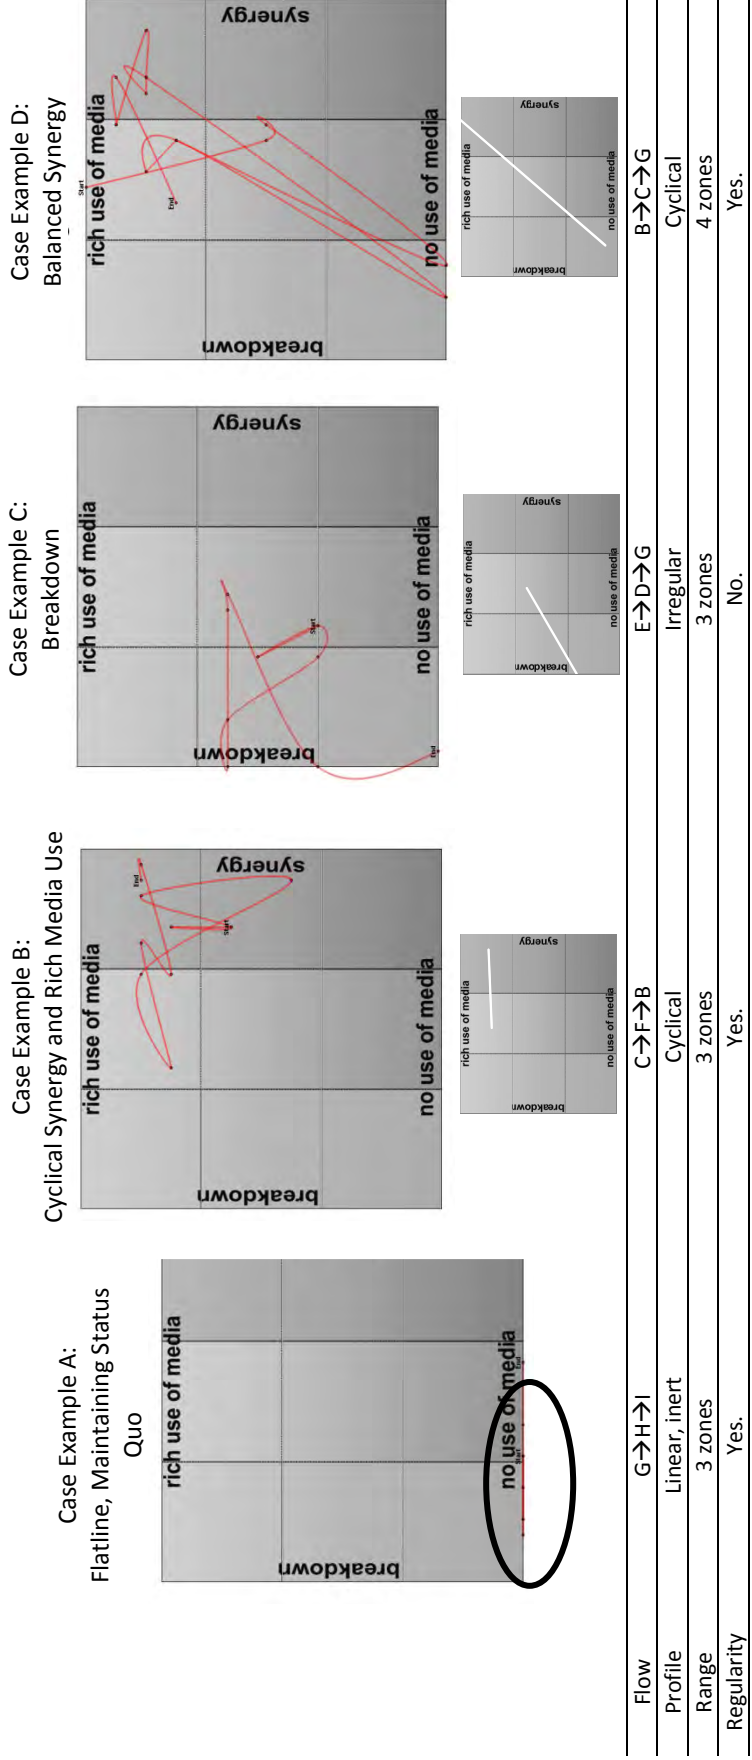 Case Example A:
Flatline, Maintaining Status
Quo
rich use of media
breakdown
no use of media
Start
End
Case Example B:
Cyclical Synergy and Rich Media Use
rich use of media
breakdown
synergy
no use of media
Start
End
rich use of media
breakdown
synergy
no use of media
Case Example C:
Breakdown
rich use of media
breakdown
synergy
no use of media
Start
End
rich use of media
breakdown
synergy
no use of media
Case Example D:
Balanced Synergy
rich use of media
breakdown
synergy
no use of media
Start
End
rich use of media
breakdown
synergy
no use of media
Flow G→H→I C→F→B E→D→G B→C→G
Profile Linear, inert Cyclical Irregular Cyclical
Range 3 zones 3 zones 3 zones 4 zones
Regularity Yes. Yes. No. Yes.